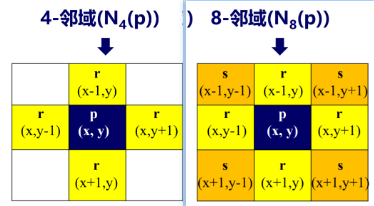 4-邻域(N4(p))
r
(x-1,y)
r
(x,y-1)
p
(x, y)
r
(x,y+1)
r
(x+1,y)
) 8-邻域(N8(p))
s
(x-1,y-1)
r
(x-1,y)
s
(x-1,y+1)
r
(x,y-1)
p
(x, y)
r
(x,y+1)
s
(x+1,y-1)
r
(x+1,y)
s
(x+1,y+1)